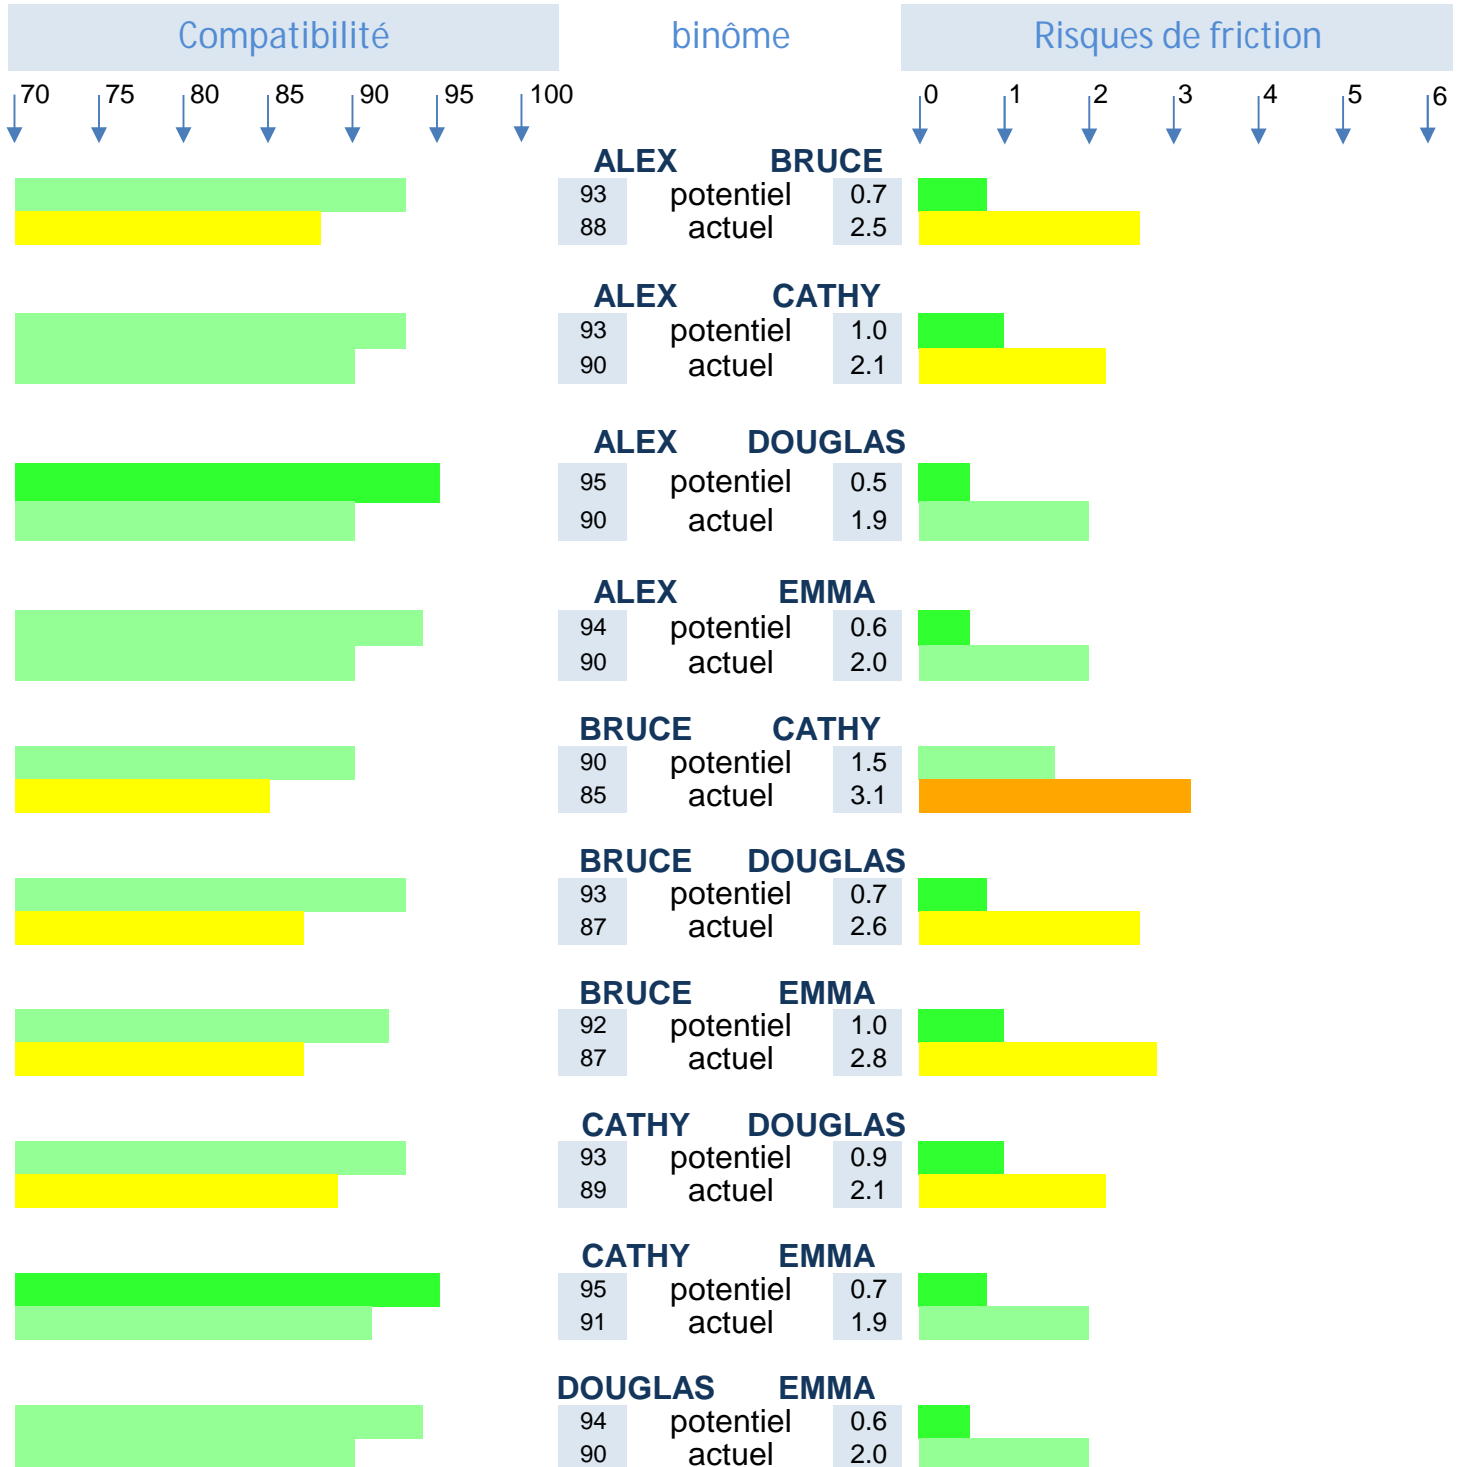 Compatibilité binôme Risques de friction
70 75 80 85 90 95 100 0 1 2 3 4 5 6
ALEX BRUCE
93 potentiel 0.7
88 actuel 2.5
ALEX CATHY
93 potentiel 1.0
90 actuel 2.1
ALEX DOUGLAS
95 potentiel 0.5
90 actuel 1.9
ALEX EMMA
94 potentiel 0.6
90 actuel 2.0
BRUCE CATHY
90 potentiel 1.5
85 actuel 3.1
BRUCE DOUGLAS
93 potentiel 0.7
87 actuel 2.6
BRUCE EMMA
92 potentiel 1.0
87 actuel 2.8
CATHY DOUGLAS
93 potentiel 0.9
89 actuel 2.1
CATHY EMMA
95 potentiel 0.7
91 actuel 1.9
DOUGLAS EMMA
94 potentiel 0.6
90 actuel 2.0